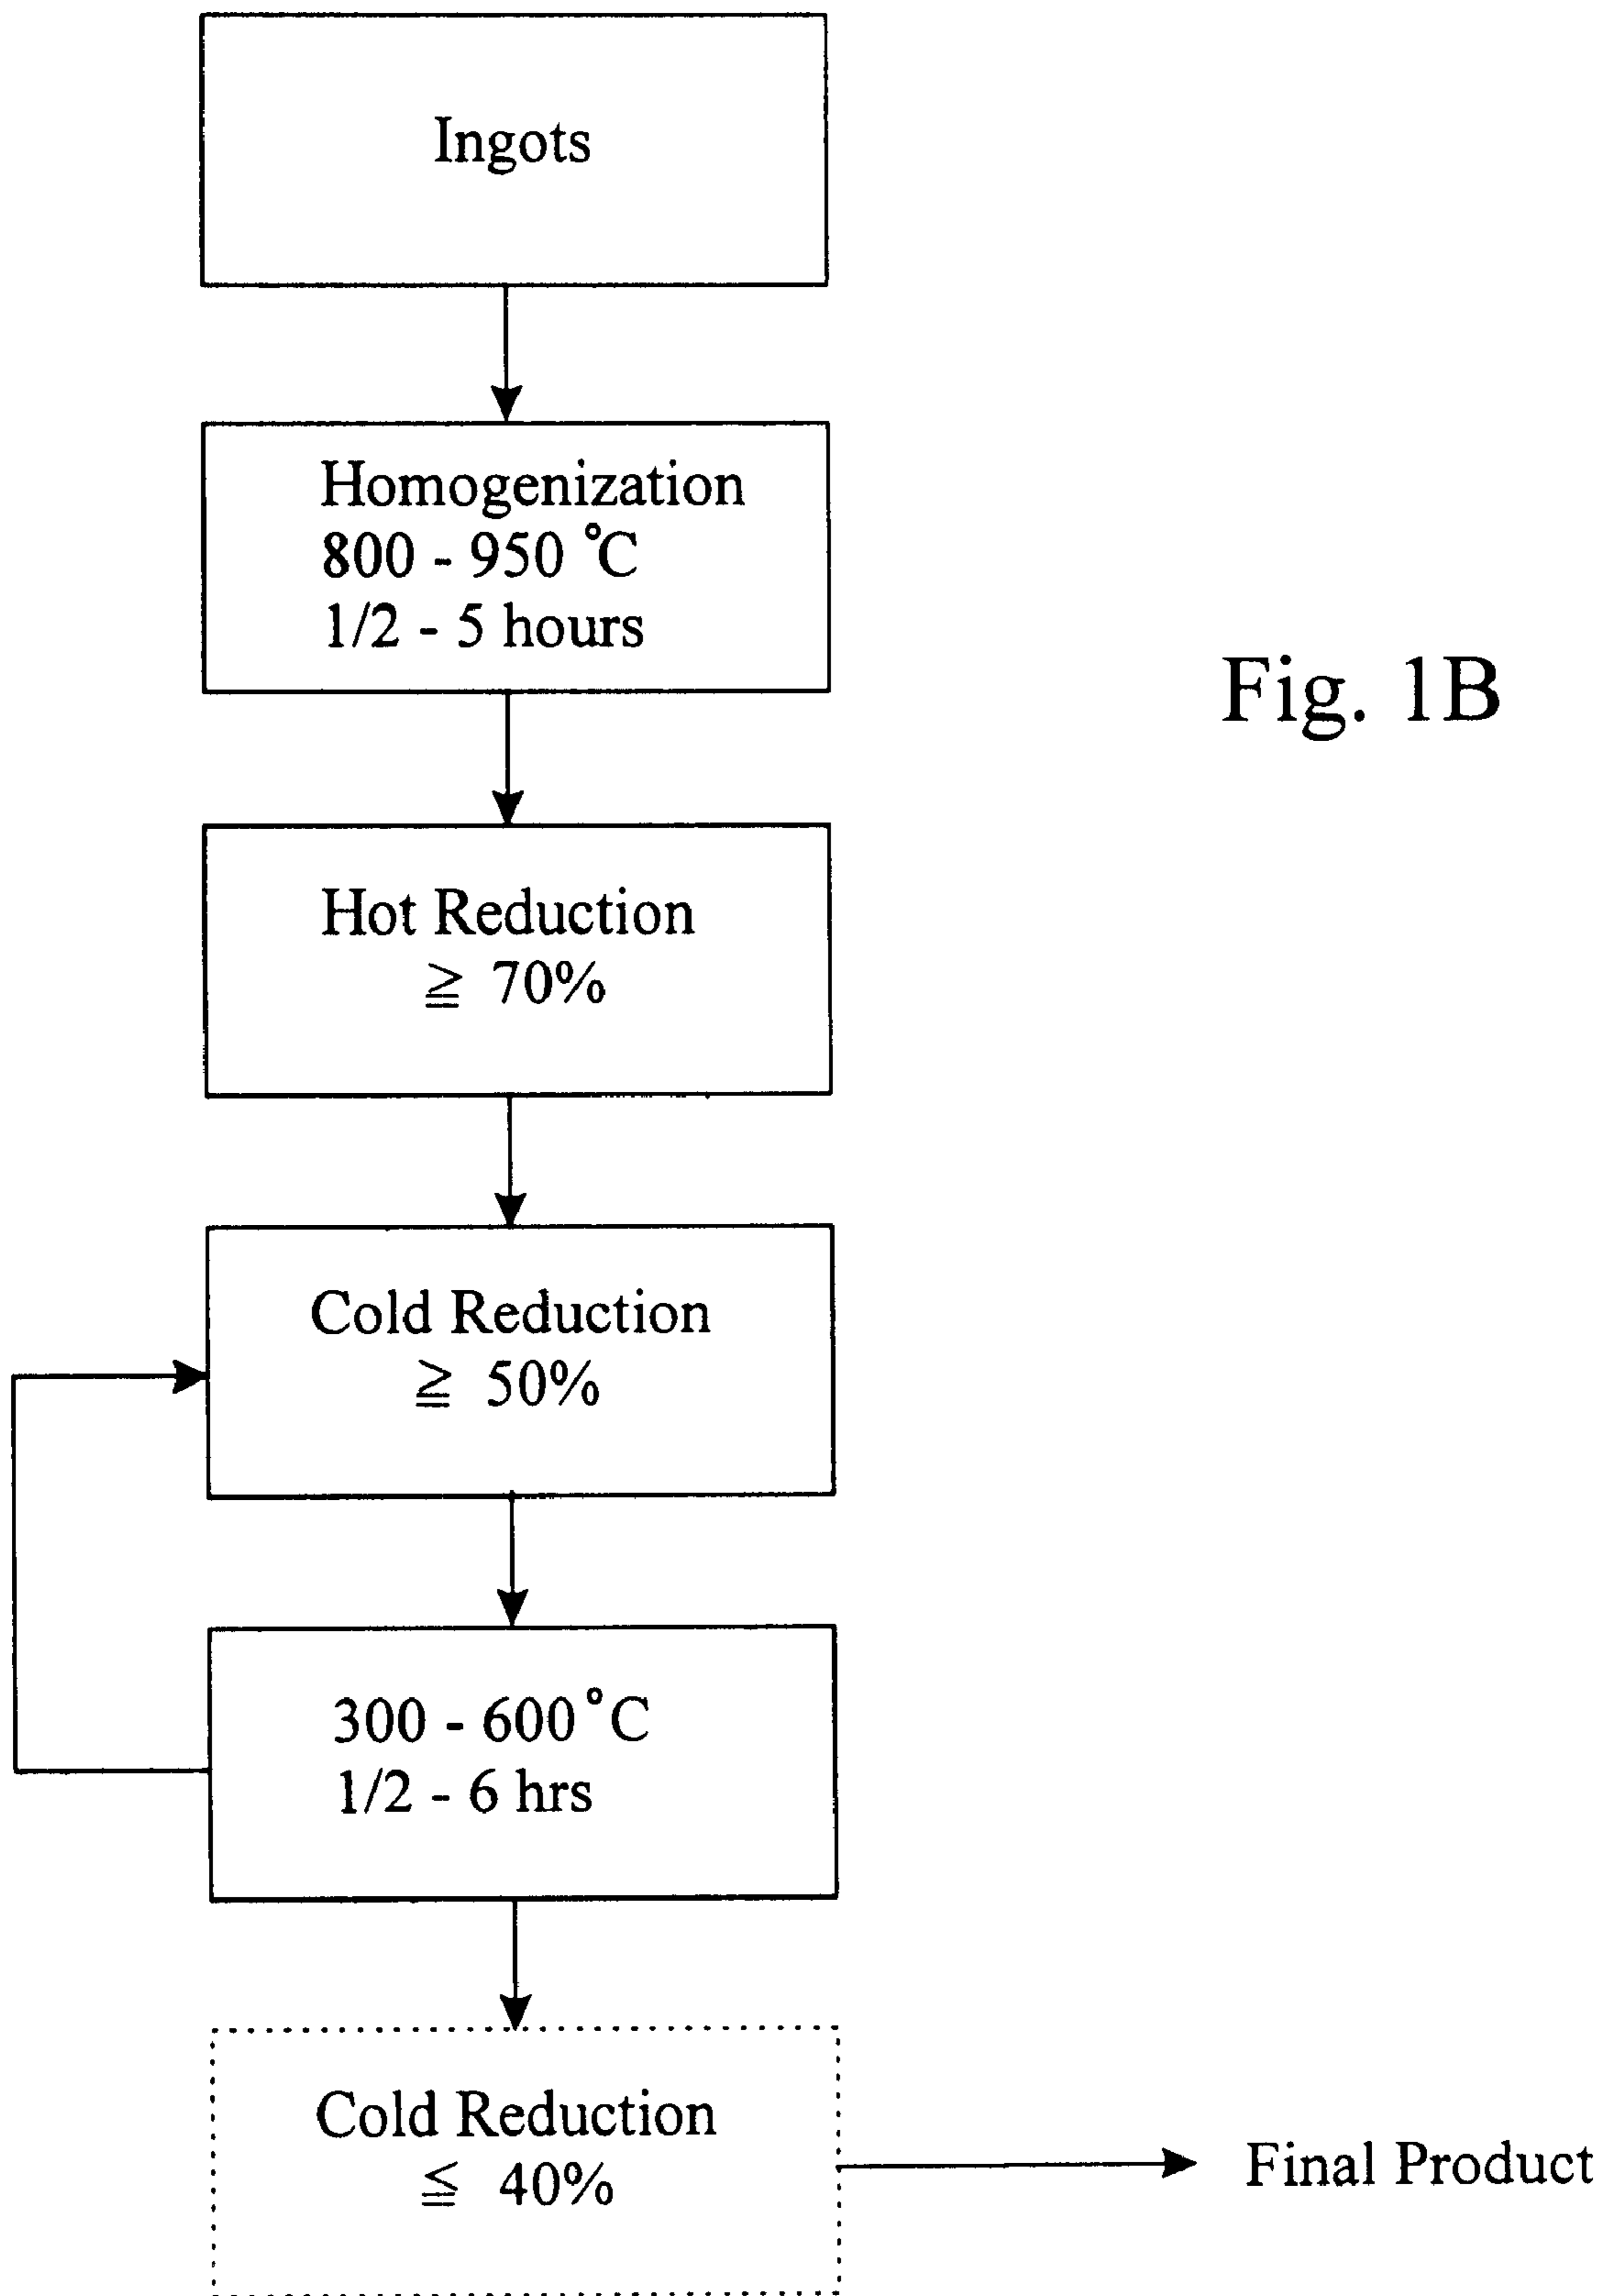 Ingots
Homogenization
800 - 950 °C
1/2 - 5 hours
Fig. 1B
Hot Reduction
≧ 70%
Cold Reduction
≧ 50%
300 - 600 °C
1/2 - 6 hrs
Cold Reduction
≦ 40%
Final Product